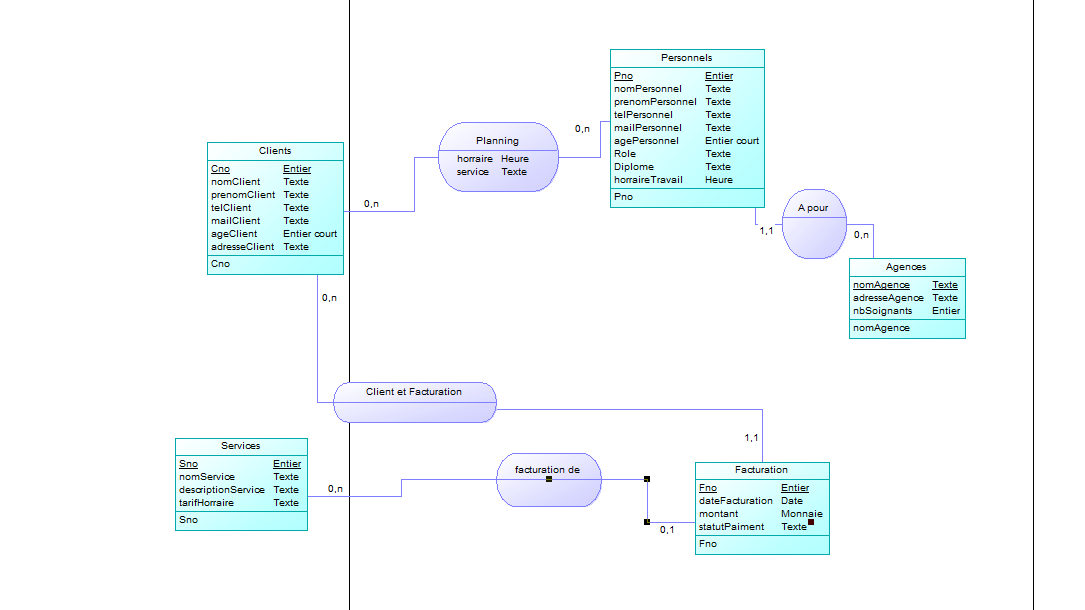 Personnels
Pno Entier
nomPersonnel Texte
prenomPersonnel Texte
telPersonnel Texte
mailPersonnel Texte
agePersonnel Entier court
Role Texte
Diplome Texte
horraireTravail Heure
Pno
0,n
Planning
horraire Heure
service Texte
Clients
Cno Entier
nomClient Texte
prenomClient Texte
telClient Texte
mailClient Texte
ageClient Entier court
adresseClient Texte
Cno
0,n
0,n
A pour
1,1
0,n
Agences
nomAgence Texte
adresseAgence Texte
nbSoignants Entier
nomAgence
Client et Facturation
1,1
Services
Sno Entier
nomService Texte
descriptionService Texte
tarifHorraire Texte
Sno
0,n
facturation de
0,1
Facturation
Fno Entier
dateFacturation Date
montant Monnaie
statutPaiment Texte
Fno